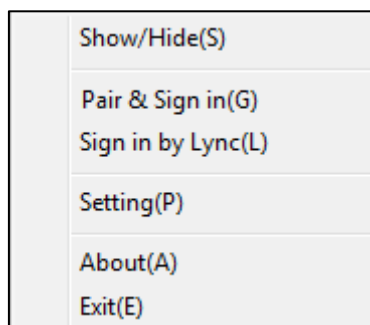 Show/Hide(S)
Pair & Sign in(G)
Sign in by Lync(L)
Setting(P)
About(A)
Exit(E)